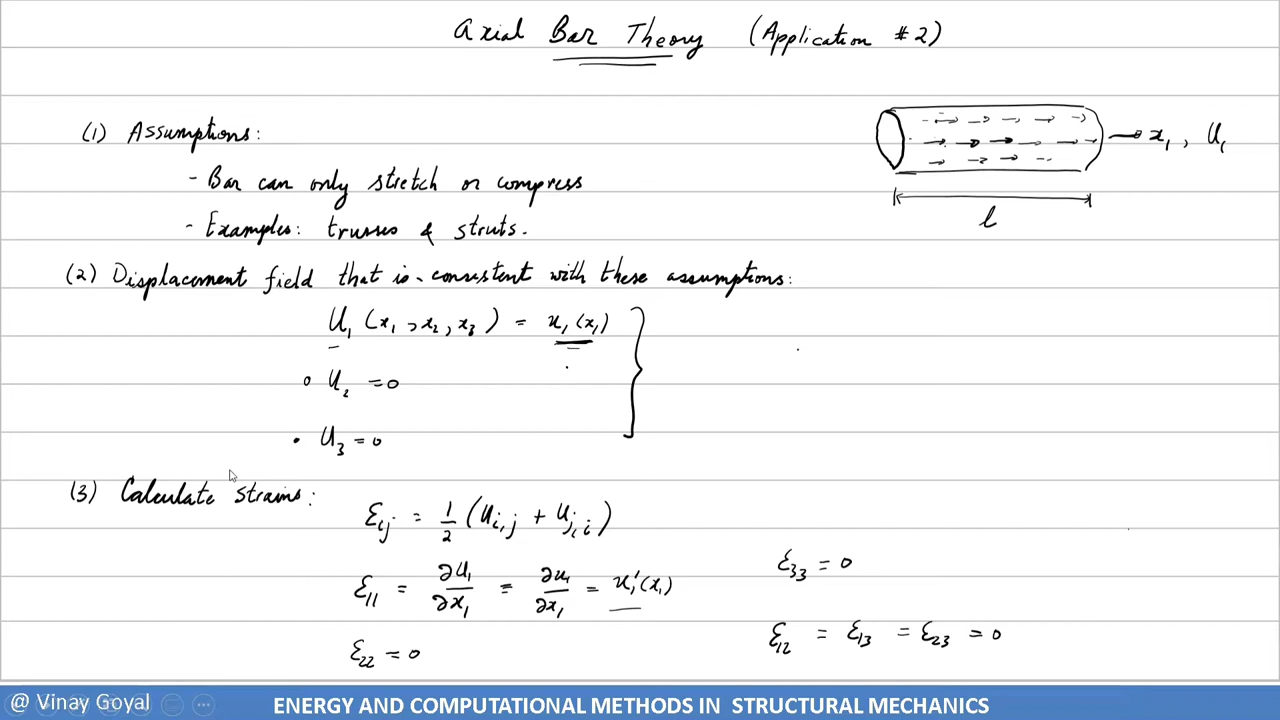 Axial Bar Theory (Application #2)
(1) Assumptions:
- Bar can only stretch or compress
- Examples: trusses & struts.
x₁, U₁
l
(2) Displacement field that is consistent with these assumptions:
U₁ (x₁, x₂, x₃) = u₁(x₁)
U₂ = 0
U₃ = 0
(3) Calculate strains:
εij = 1/2 (Ui,j + Uj,i)
ε₁₁ = ∂U₁/∂x₁ = ∂u₁/∂x₁ = u₁'(x₁)
ε₃₃ = 0
ε₂₂ = 0
ε₁₂ = ε₁₃ = ε₂₃ = 0
@ Vinay Goyal
ENERGY AND COMPUTATIONAL METHODS IN STRUCTURAL MECHANICS